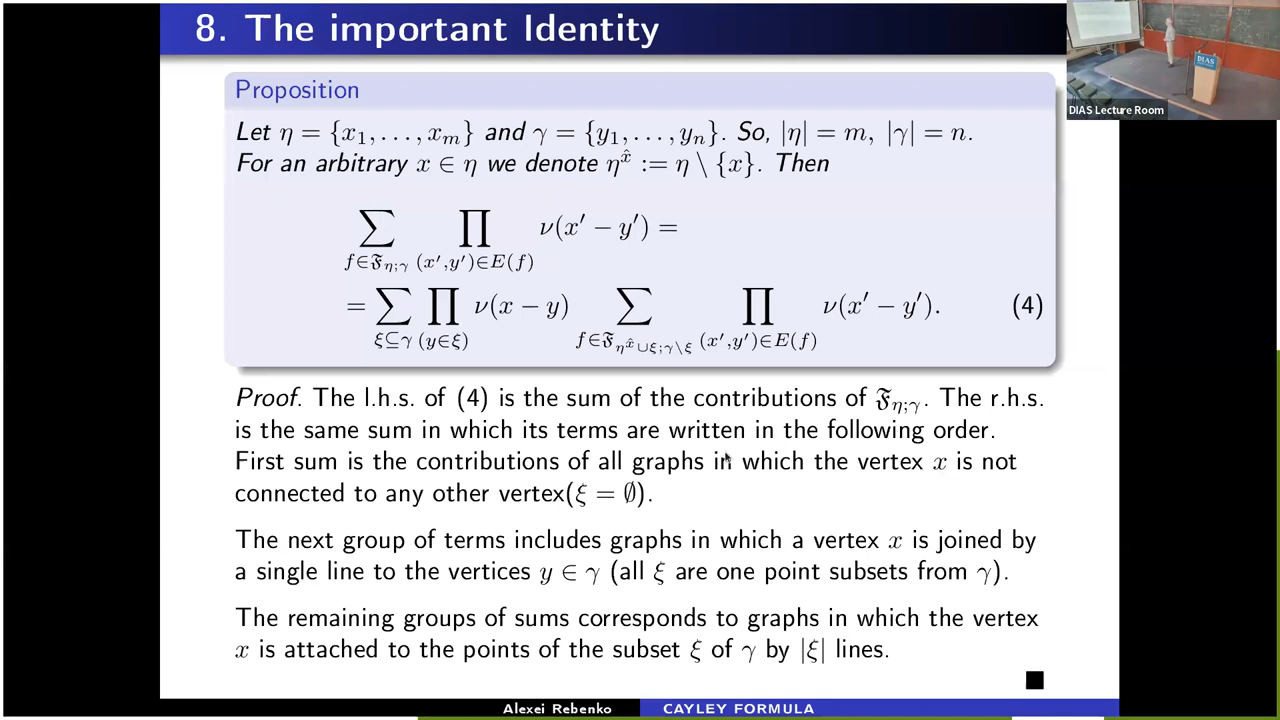 8. The important Identity
DIAS
DIAS Lecture Room
Proposition
Let η = {x₁, . . . , xₘ} and γ = {y₁, . . . , yₙ}. So, |η| = m, |γ| = n.
For an arbitrary x ∈ η we denote η^x̂ := η \ {x}. Then
∑_{f∈𝔉_{η;γ}} ∏_{(x′,y′)∈E(f)} ν(x′ − y′) =
= ∑_{ξ⊆γ} ∏_{(y∈ξ)} ν(x − y) ∑_{f∈𝔉_{η^x̂∪ξ;γ\ξ}} ∏_{(x′,y′)∈E(f)} ν(x′ − y′). (4)
Proof. The l.h.s. of (4) is the sum of the contributions of 𝔉_{η;γ}. The r.h.s.
is the same sum in which its terms are written in the following order.
First sum is the contributions of all graphs in which the vertex x is not
connected to any other vertex(ξ = ∅).
The next group of terms includes graphs in which a vertex x is joined by
a single line to the vertices y ∈ γ (all ξ are one point subsets from γ).
The remaining groups of sums corresponds to graphs in which the vertex
x is attached to the points of the subset ξ of γ by |ξ| lines.
Alexei Rebenko CAYLEY FORMULA